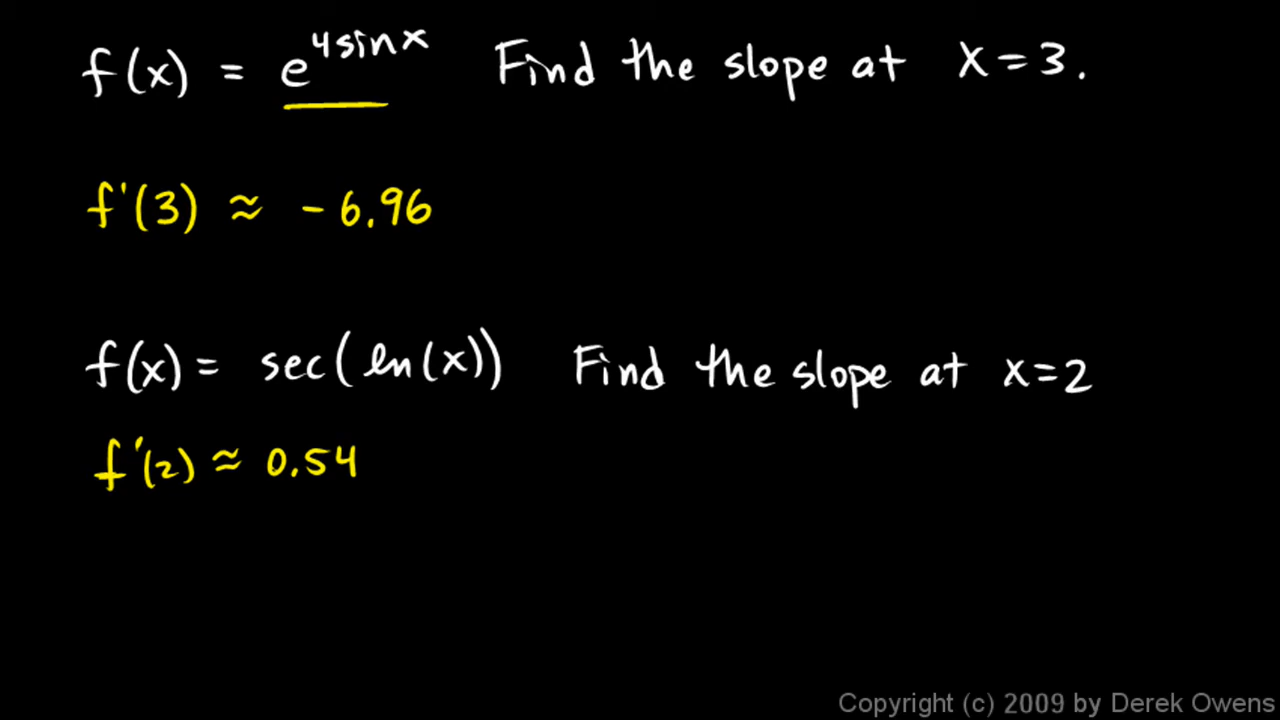 f(x) = e^{4sinx} Find the slope at x=3.
f'(3) ≈ -6.96
f(x) = sec(ln(x)) Find the slope at x=2
f'(2) ≈ 0.54
Copyright (c) 2009 by Derek Owens